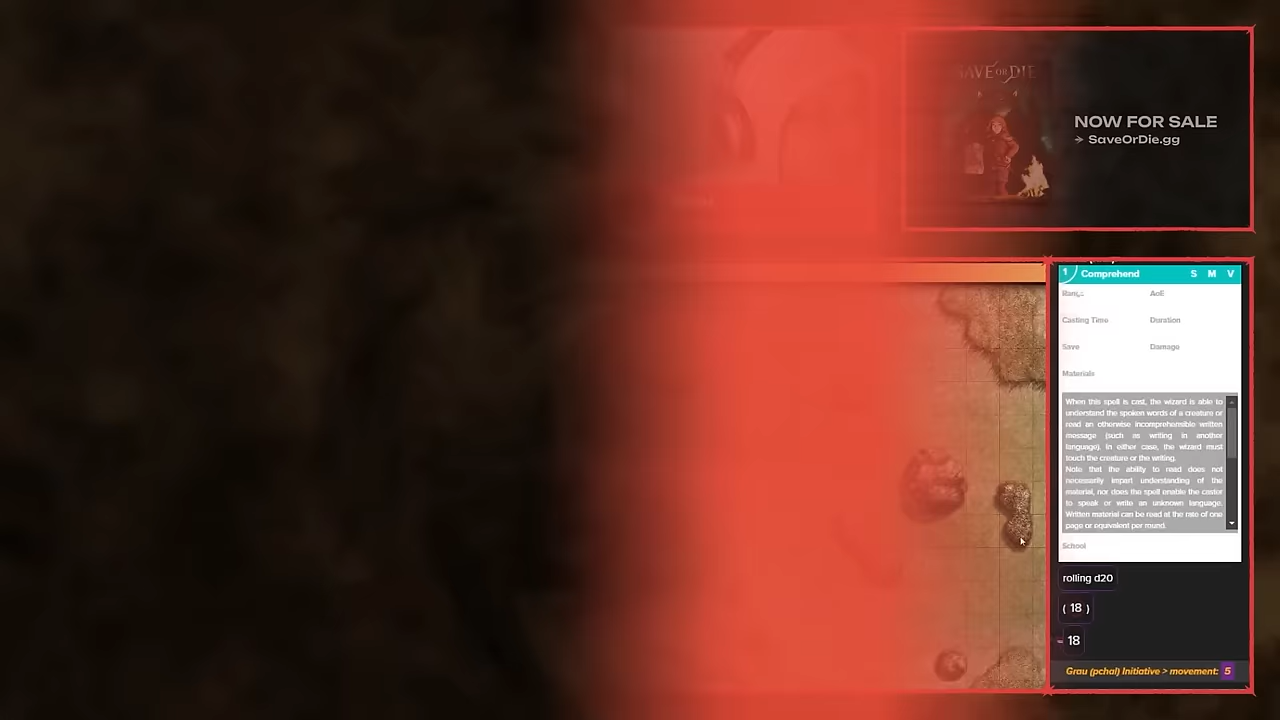 SAVE OR DIE
NOW FOR SALE
→ SaveOrDie.gg
1 Comprehend S M V
Range AoE
Casting Time Duration
Save Damage
Materials
When this spell is cast, the wizard is able to
understand the spoken words of a creature or
read an otherwise incomprehensible written
message (such as writing in another
language). In either case, the wizard must
touch the creature or the writing.
Note that the ability to read does not
necessarily impart understanding of the
material, nor does the spell enable the caster
to speak or write an unknown language.
Written material can be read at the rate of one
page or equivalent per round.
School
rolling d20
( 18 )
18
Grau (pchal) Initiative > movement: 5